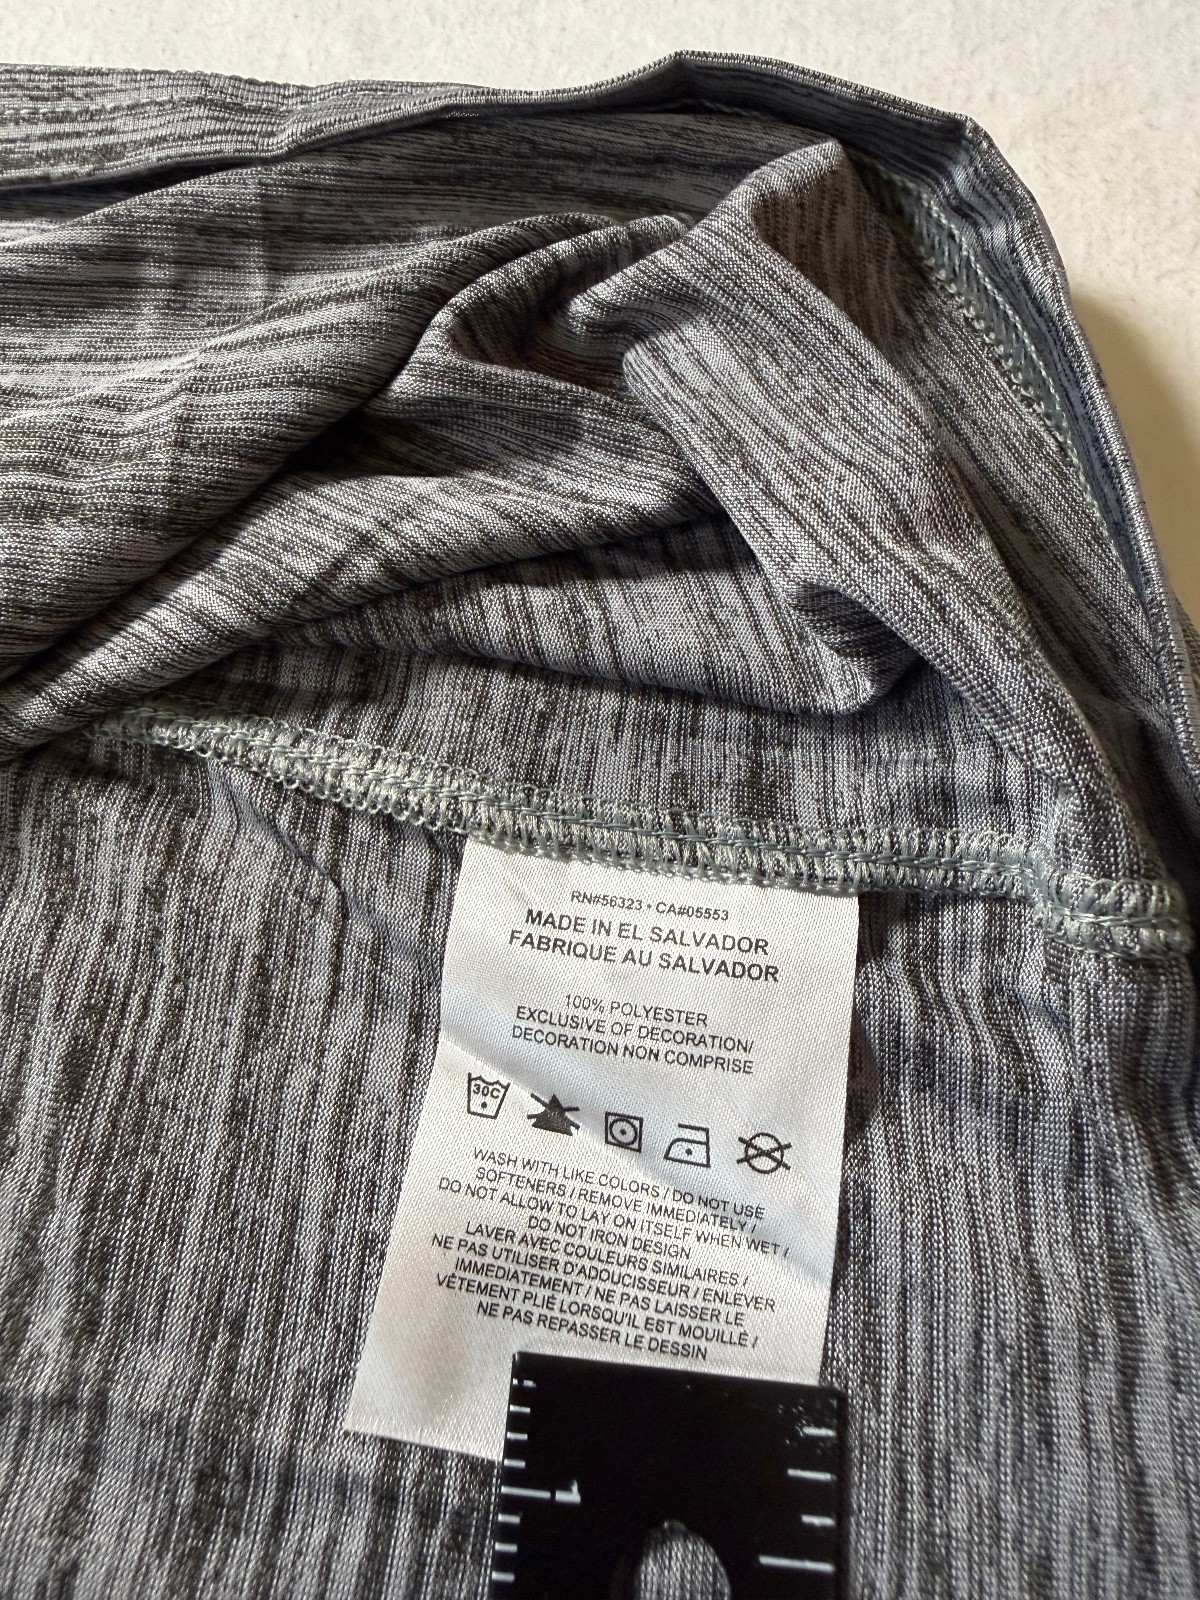 RN#56323 • CA#05553
MADE IN EL SALVADOR
FABRIQUE AU SALVADOR
100% POLYESTER
EXCLUSIVE OF DECORATION/
DECORATION NON COMPRISE
30C
WASH WITH LIKE COLORS / DO NOT USE
SOFTENERS / REMOVE IMMEDIATELY /
DO NOT ALLOW TO LAY ON ITSELF WHEN WET /
DO NOT IRON DESIGN
LAVER AVEC COULEURS SIMILAIRES /
NE PAS UTILISER D'ADOUCISSEUR / ENLEVER
IMMEDIATEMENT / NE PAS LAISSER LE
VÊTEMENT PLIÉ LORSQU'IL EST MOUILLÉ /
NE PAS REPASSER LE DESSIN
1